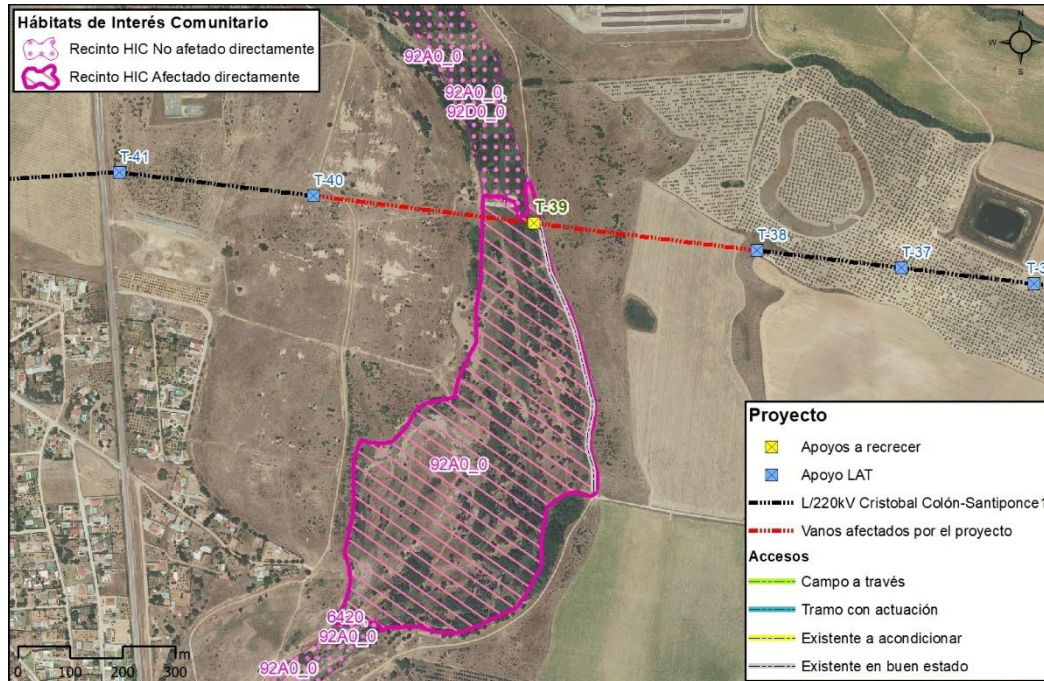 Hábitats de Interés Comunitario
Recinto HIC No afetado directamente
Recinto HIC Afectado directamente
N
W
S
92A0_0
92A0_0,
92D0_0
T-41
T-40
T-39
T-38
T-37
T-3
92A0_0
6420,
92A0_0
92A0_0
0 100 200 300
m
Proyecto
Apoyos a recrecer
Apoyo LAT
L/220kV Cristobal Colón-Santiponce1
Vanos afectados por el proyecto
Accesos
Campo a través
Tramo con actuación
Existente a acondicionar
Existente en buen estado